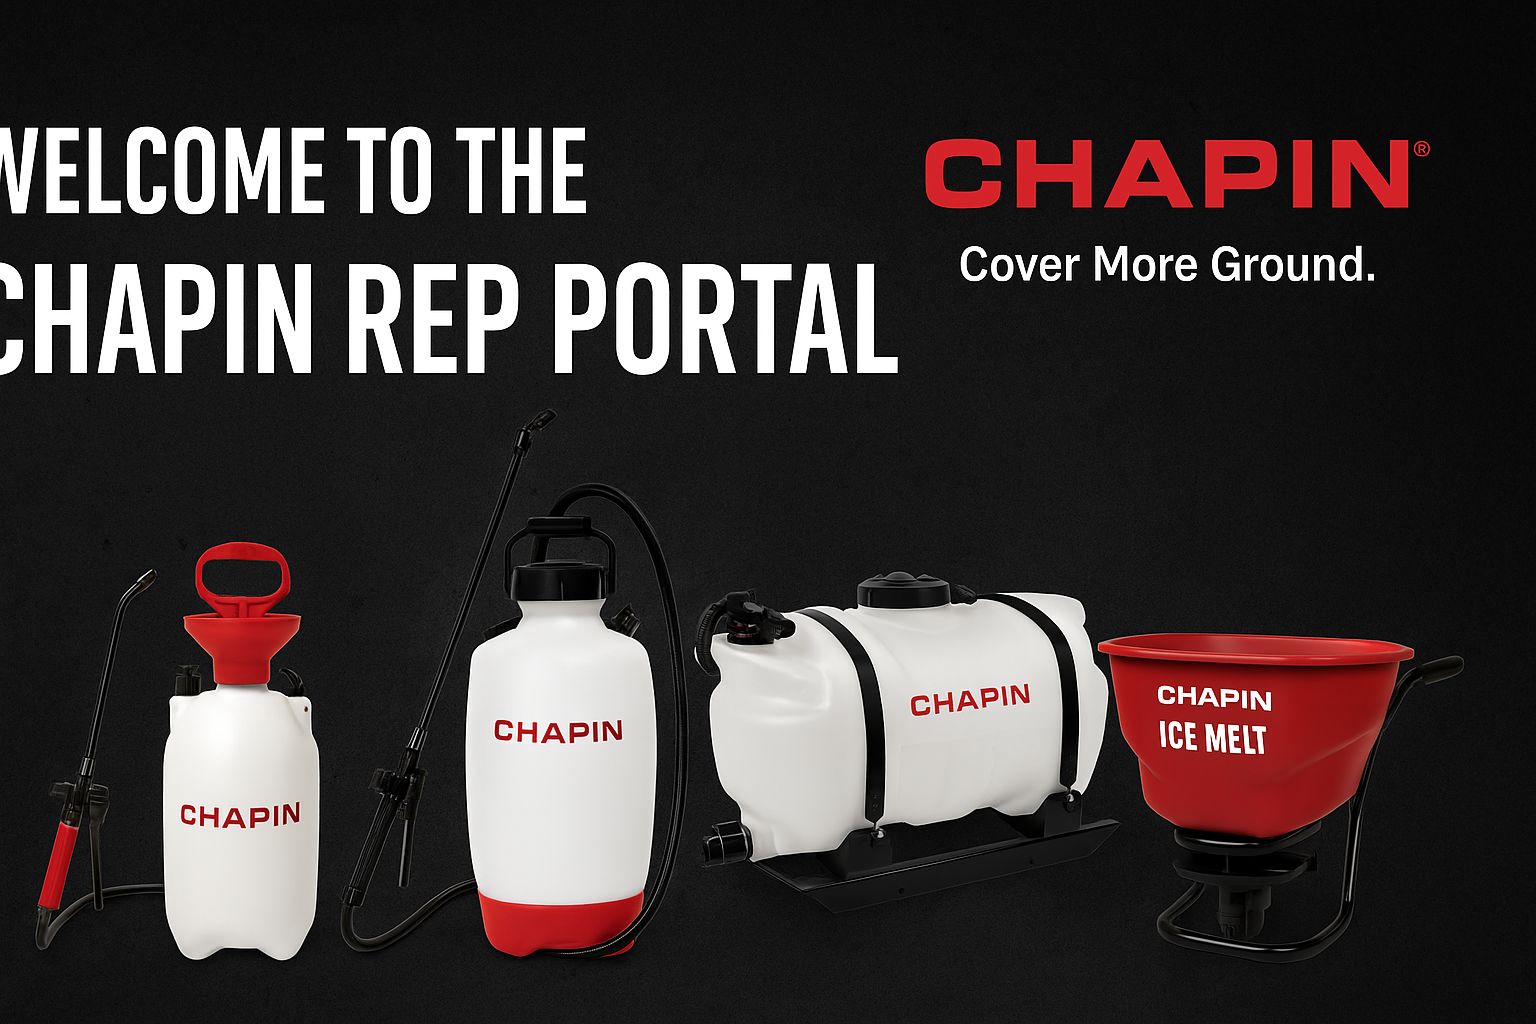 WELCOME TO THE
CHAPIN REP PORTAL
CHAPIN®
Cover More Ground.
CHAPIN
CHAPIN
CHAPIN
CHAPIN
ICE MELT